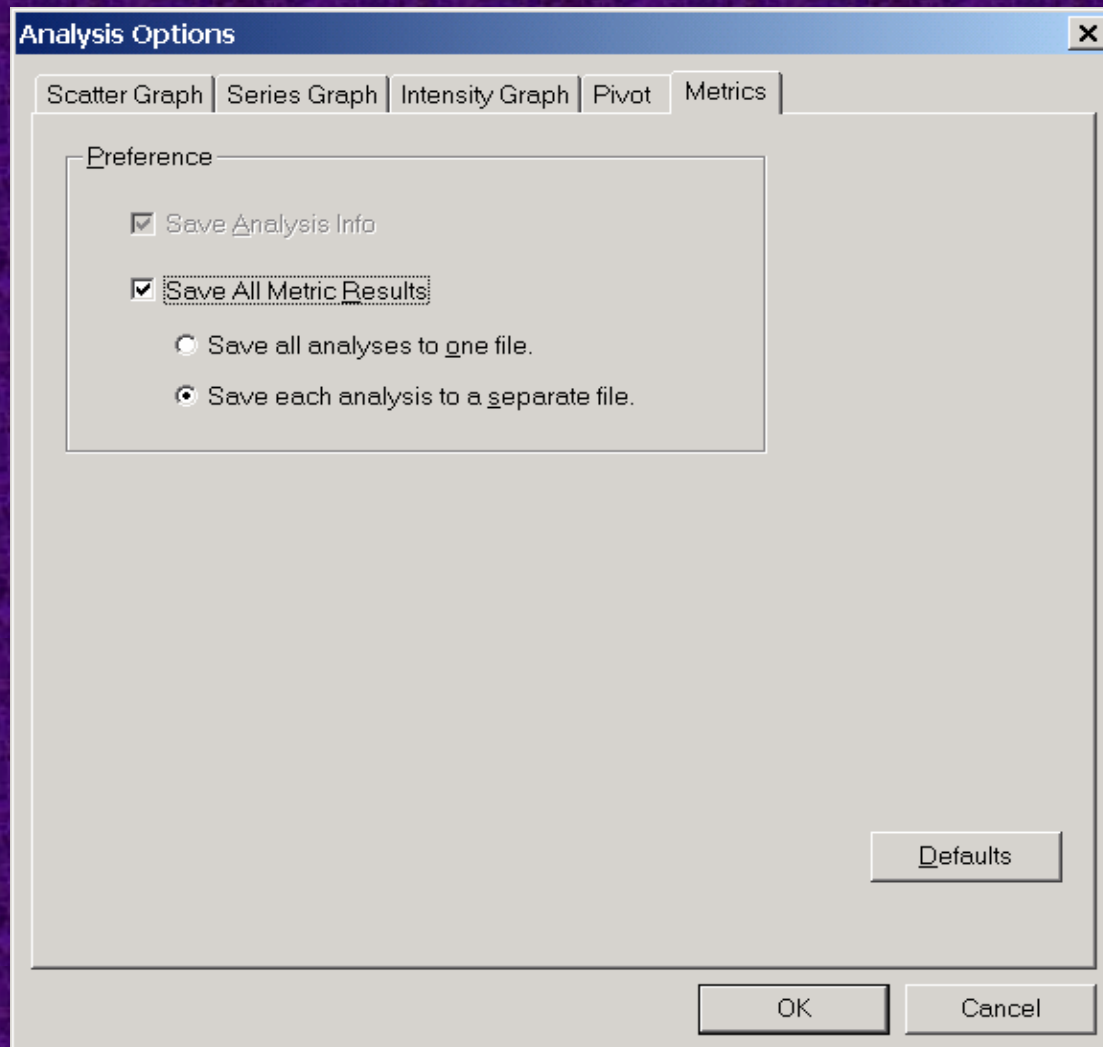 Analysis Options
Scatter Graph Series Graph Intensity Graph Pivot Metrics
Preference
Save Analysis Info
Save All Metric Results
Save all analyses to one file.
Save each analysis to a separate file.
Defaults
OK Cancel